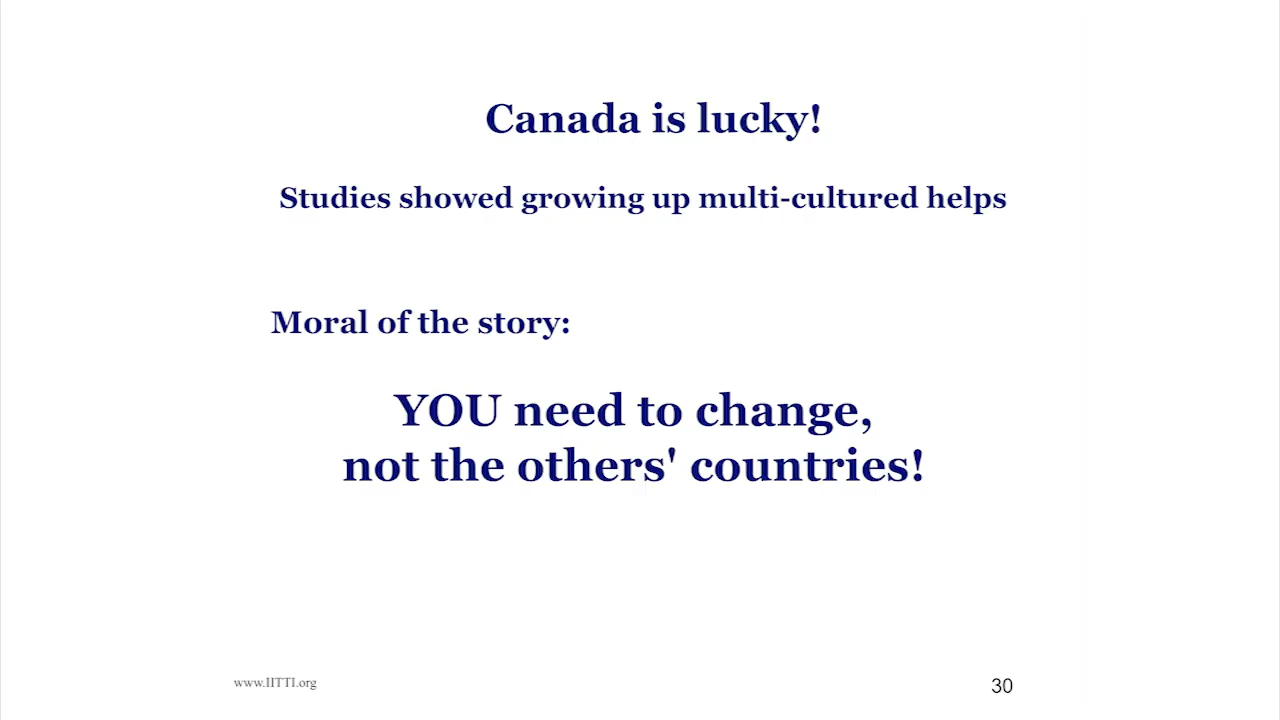 Canada is lucky!
Studies showed growing up multi-cultured helps
Moral of the story:
YOU need to change,
not the others' countries!
www.IITTI.org
30